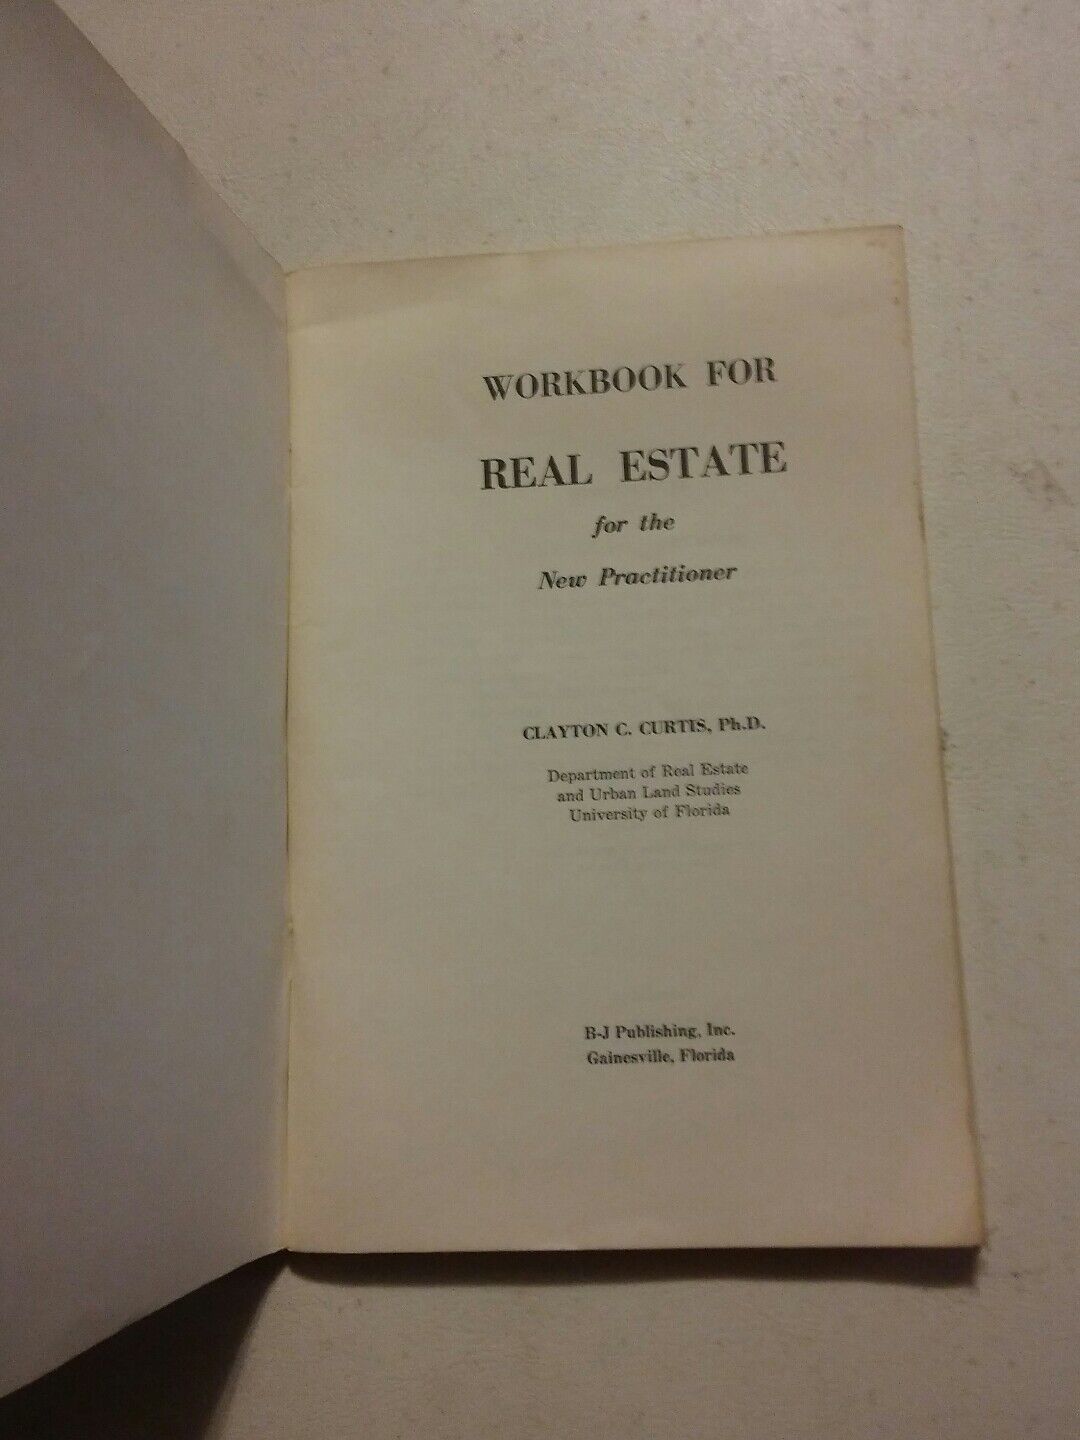 WORKBOOK FOR
REAL ESTATE
for the
New Practitioner
CLAYTON C. CURTIS, Ph.D.
Department of Real Estate
and Urban Land Studies
University of Florida
B-J Publishing, Inc.
Gainesville, Florida